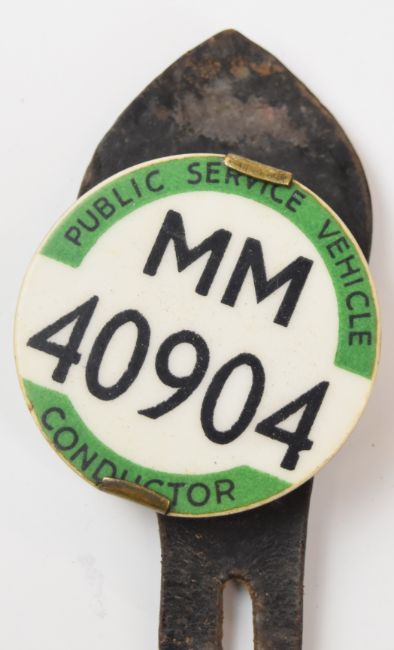 PUBLIC SERVICE VEHICLE
MM
40904
CONDUCTOR